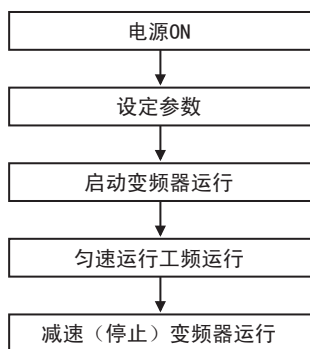 电源ON
设定参数
启动变频器运行
匀速运行工频运行
减速（停止）变频器运行